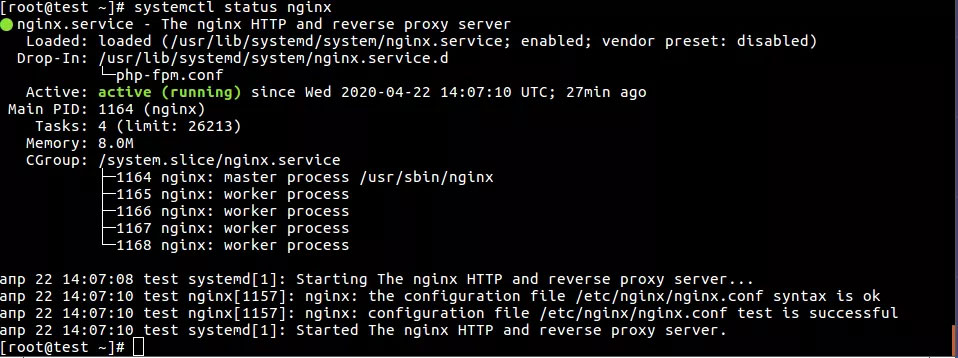 [root@test ~]# systemctl status nginx
● nginx.service - The nginx HTTP and reverse proxy server
   Loaded: loaded (/usr/lib/systemd/system/nginx.service; enabled; vendor preset: disabled)
  Drop-In: /usr/lib/systemd/system/nginx.service.d
           └─php-fpm.conf
   Active: active (running) since Wed 2020-04-22 14:07:10 UTC; 27min ago
 Main PID: 1164 (nginx)
    Tasks: 4 (limit: 26213)
   Memory: 8.0M
   CGroup: /system.slice/nginx.service
           ├─1164 nginx: master process /usr/sbin/nginx
           ├─1165 nginx: worker process
           ├─1166 nginx: worker process
           ├─1167 nginx: worker process
           └─1168 nginx: worker process
апр 22 14:07:08 test systemd[1]: Starting The nginx HTTP and reverse proxy server...
апр 22 14:07:10 test nginx[1157]: nginx: the configuration file /etc/nginx/nginx.conf syntax is ok
апр 22 14:07:10 test nginx[1157]: nginx: configuration file /etc/nginx/nginx.conf test is successful
апр 22 14:07:10 test systemd[1]: Started The nginx HTTP and reverse proxy server.
[root@test ~]#